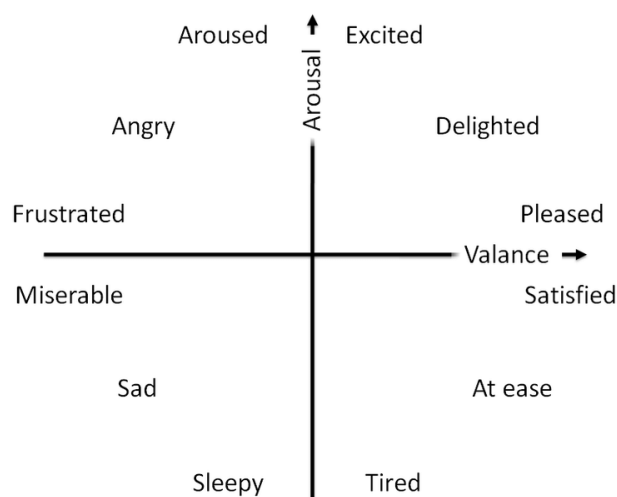 Aroused
Excited
Arousal
Angry
Delighted
Frustrated
Pleased
Valance
Miserable
Satisfied
Sad
At ease
Sleepy
Tired